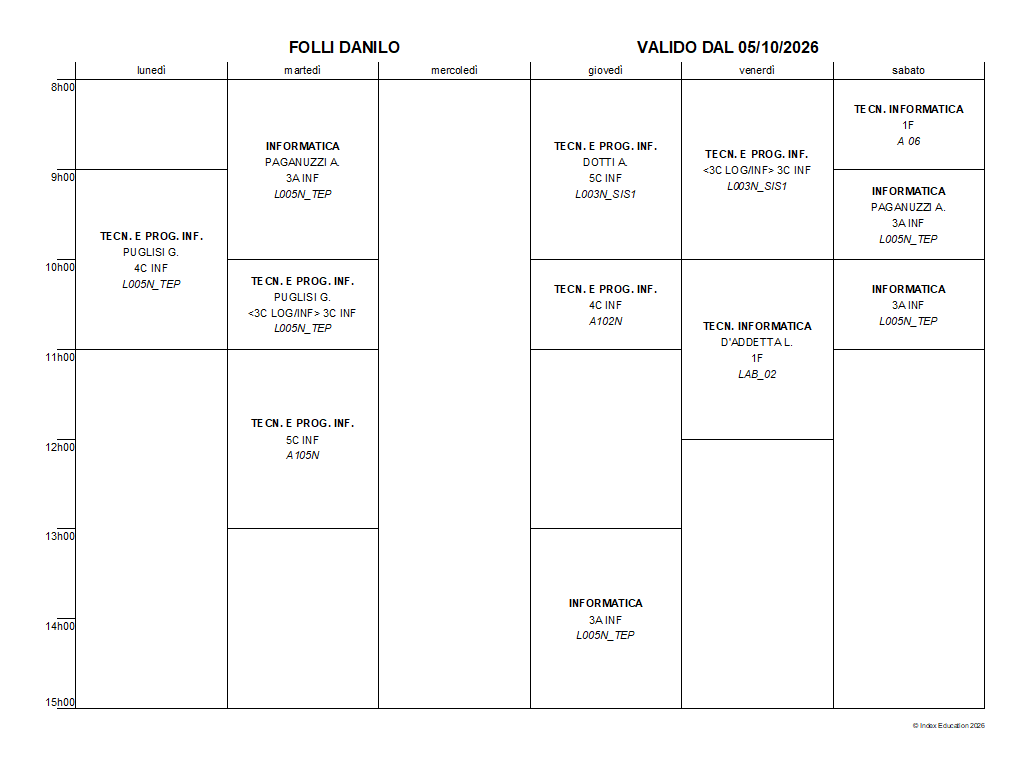 FOLLI DANILO
VALIDO DAL 05/10/2026
lunedì
martedì
mercoledì
giovedì
venerdì
sabato
8h00
9h00
10h00
11h00
12h00
13h00
14h00
15h00
TECN. E PROG. INF.
PUGLISI G.
4C INF
L005N_TEP
INFORMATICA
PAGANUZZI A.
3A INF
L005N_TEP
TECN. E PROG. INF.
PUGLISI G.
<3C LOG/INF> 3C INF
L005N_TEP
TECN. E PROG. INF.
5C INF
A105N
TECN. E PROG. INF.
DOTTI A.
5C INF
L003N_SIS1
TECN. E PROG. INF.
4C INF
A102N
INFORMATICA
3A INF
L005N_TEP
TECN. E PROG. INF.
<3C LOG/INF> 3C INF
L003N_SIS1
TECN. INFORMATICA
D'ADDETTA L.
1F
LAB_02
TECN. INFORMATICA
1F
A 06
INFORMATICA
PAGANUZZI A.
3A INF
L005N_TEP
INFORMATICA
3A INF
L005N_TEP
© Index Education 2026